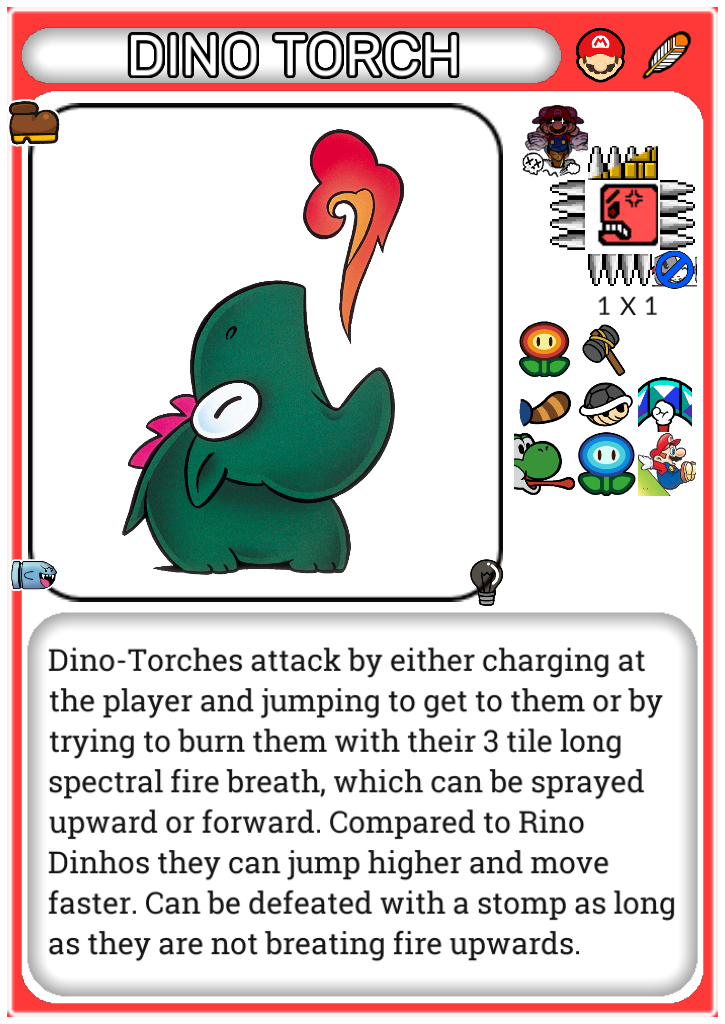 DINO TORCH
M
1 X 1
Dino-Torches attack by either charging at
the player and jumping to get to them or by
trying to burn them with their 3 tile long
spectral fire breath, which can be sprayed
upward or forward. Compared to Rino
Dinhos they can jump higher and move
faster. Can be defeated with a stomp as long
as they are not breating fire upwards.